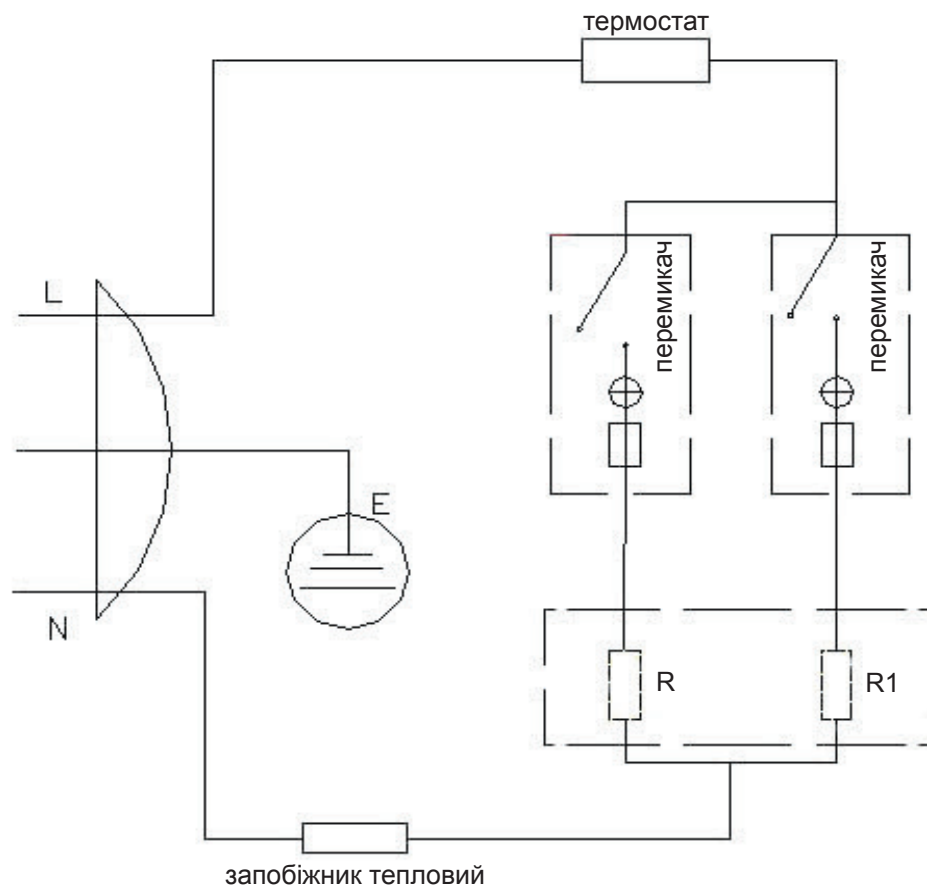 термостат
L
перемикач
перемикач
E
N
R
R1
запобіжник тепловий